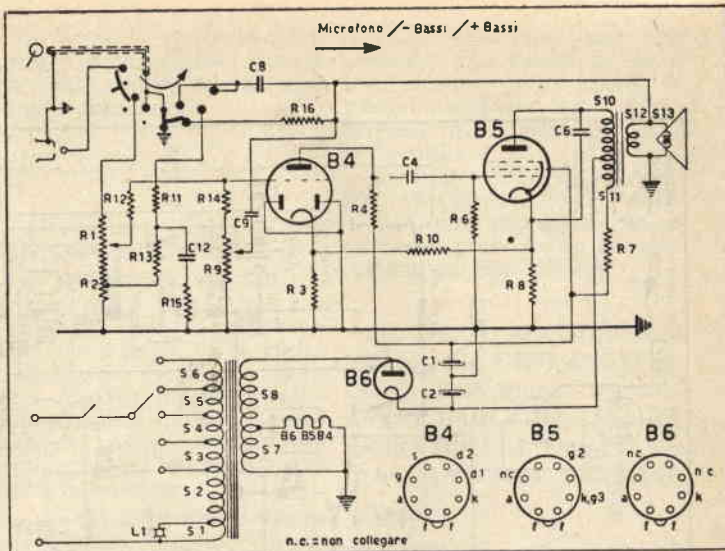 Microfono / - Bassi / + Bassi
C8
R16
S10
S12 S13
B4
B5
C6
C4
R12
R11
R14
R4
R6
S11
C9
R1
R10
R7
C12
R13
R9
R2
R3
R8
R15
C1
B6
C2
S6
S8
S5
S4
B6 B5 B4
S3
S7
S2
L1
S1
B4
B5
B6
s d2
g d1
a k
f f
g2
n.c.
a k,g3
f f
n.c.
n.c.
a k
f f
n.c. = non collegare